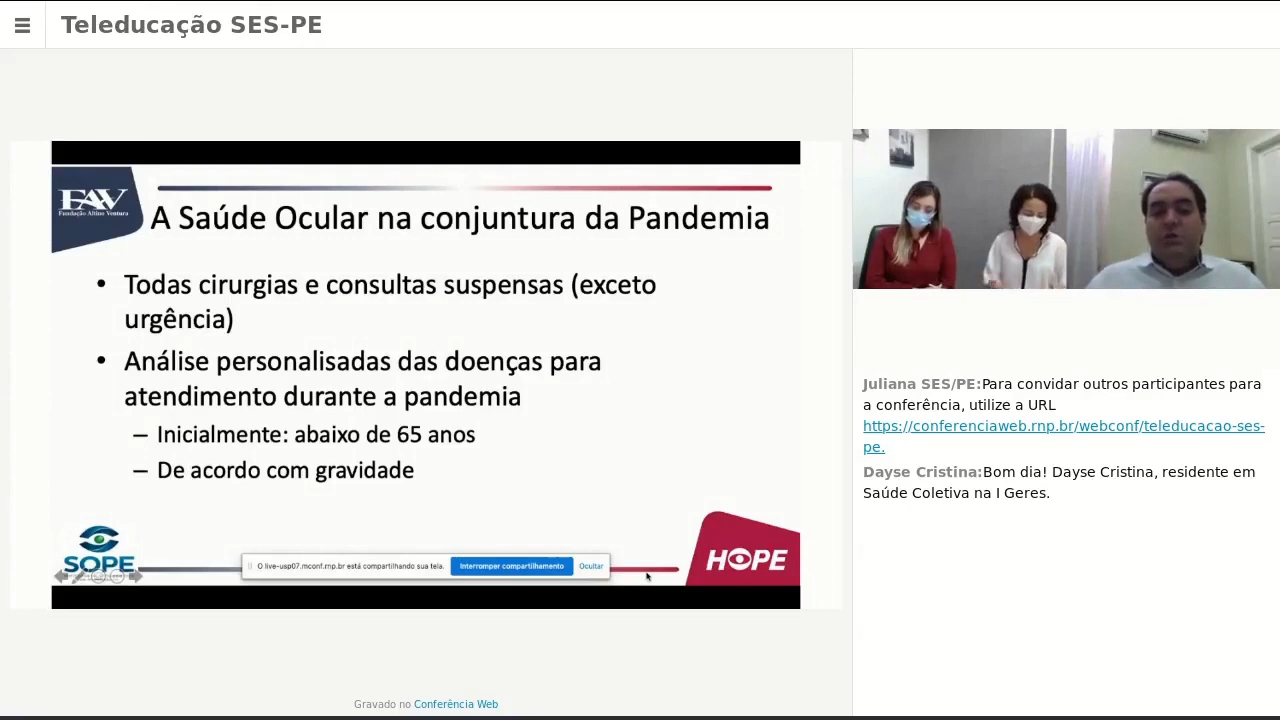 Teleducação SES-PE
FAV
Fundação Altino Ventura
A Saúde Ocular na conjuntura da Pandemia
• Todas cirurgias e consultas suspensas (exceto
urgência)
• Análise personalisadas das doenças para
atendimento durante a pandemia
– Inicialmente: abaixo de 65 anos
– De acordo com gravidade
SOPE
O live-usp07.mconf.rnp.br está compartilhando sua tela.
Interromper compartilhamento
Ocultar
HOPE
Gravado no Conferência Web
Juliana SES/PE:Para convidar outros participantes para
a conferência, utilize a URL
https://conferenciaweb.rnp.br/webconf/teleducacao-ses-
pe.
Dayse Cristina:Bom dia! Dayse Cristina, residente em
Saúde Coletiva na I Geres.